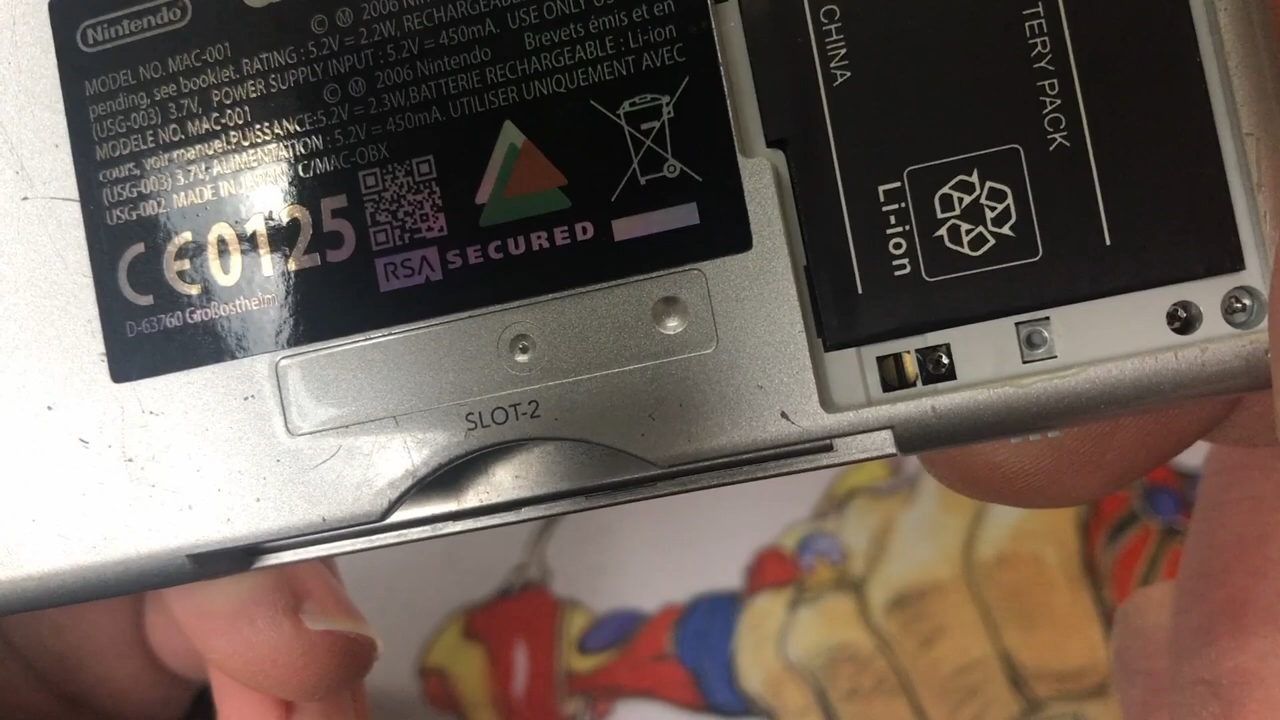 Nintendo
© Ⓜ 2006 Nin
MODEL NO. MAC-001
pending, see booklet. RATING : 5.2V = 2.2W, RECHARGEABLE
(USG-003) 3.7V, POWER SUPPLY INPUT : 5.2V = 450mA. USE ONLY
© Ⓜ 2006 Nintendo Brevets émis et en
MODELE NO. MAC-001
cours, voir manuel.PUISSANCE:5.2V = 2.3W,BATTERIE RECHARGEABLE : Li-ion
(USG-003) 3.7V, ALIMENTATION : 5.2V = 450mA. UTILISER UNIQUEMENT AVEC
USG-002. MADE IN JAPAN C/MAC-OBX
CE0125
RSA SECURED
D-63760 Großostheim
SLOT-2
CHINA
TERY PACK
Li-ion